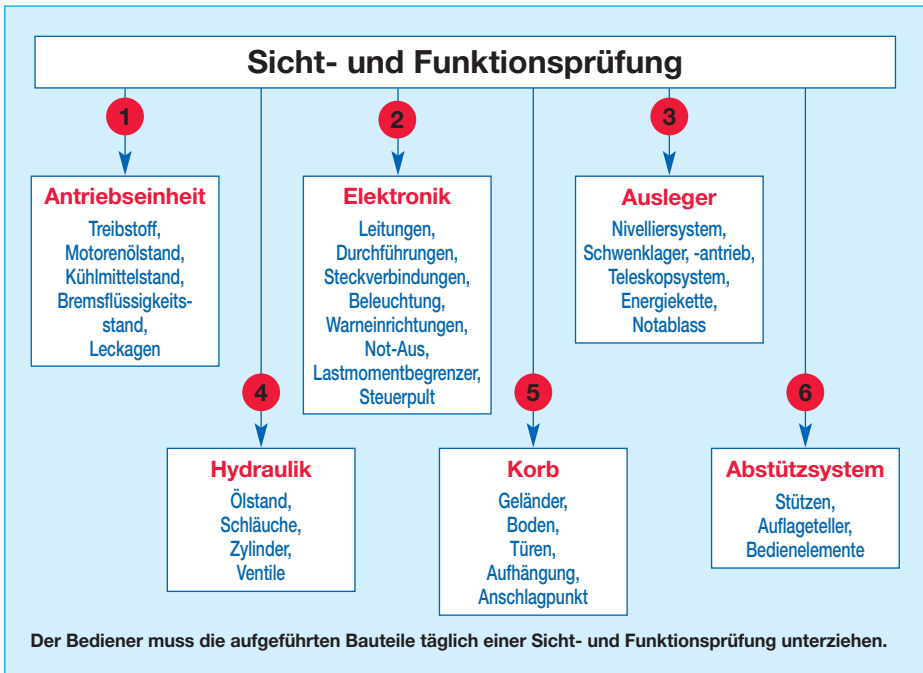 Sicht- und Funktionsprüfung
1
Antriebseinheit
Treibstoff,
Motorenölstand,
Kühlmittelstand,
Bremsflüssigkeits-
stand,
Leckagen
2
Elektronik
Leitungen,
Durchführungen,
Steckverbindungen,
Beleuchtung,
Warneinrichtungen,
Not-Aus,
Lastmomentbegrenzer,
Steuerpult
3
Ausleger
Nivelliersystem,
Schwenklager, -antrieb,
Teleskopsystem,
Energiekette,
Notablass
4
Hydraulik
Ölstand,
Schläuche,
Zylinder,
Ventile
5
Korb
Geländer,
Boden,
Türen,
Aufhängung,
Anschlagpunkt
6
Abstützsystem
Stützen,
Auflageteller,
Bedienelemente
Der Bediener muss die aufgeführten Bauteile täglich einer Sicht- und Funktionsprüfung unterziehen.